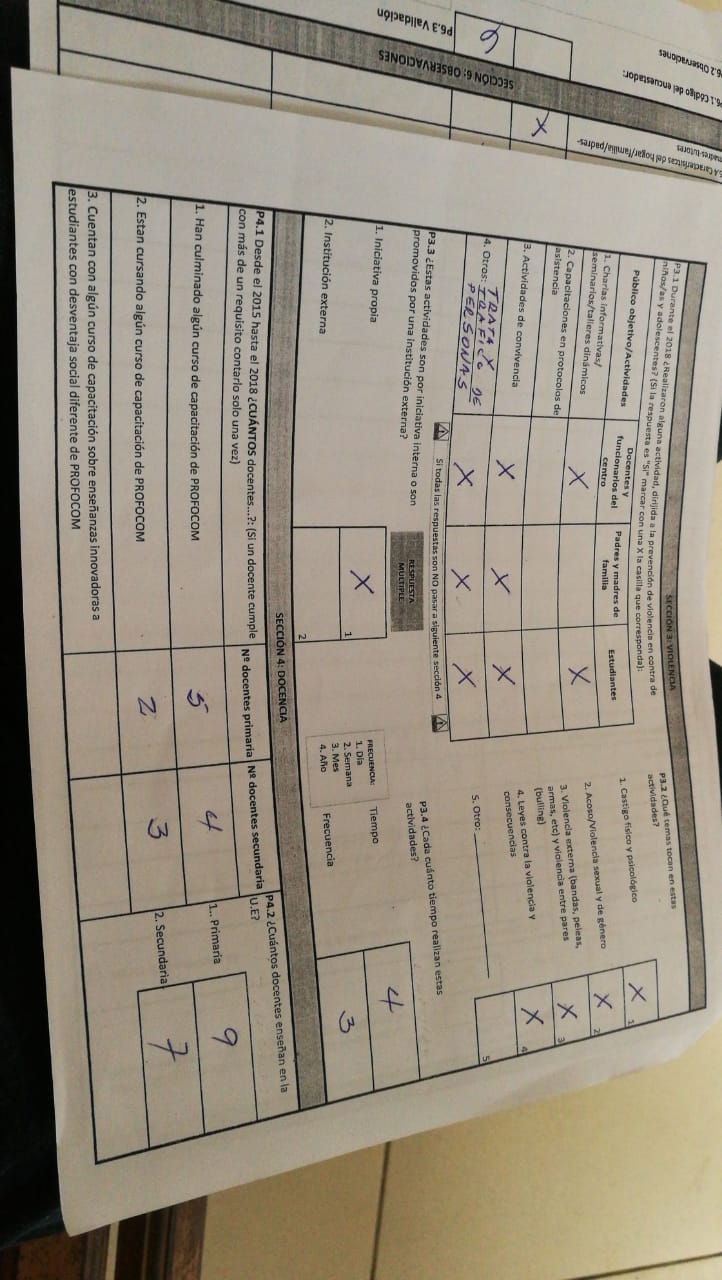 SECCIÓN 3: VIOLENCIA
P3.1 Durante el 2018 ¿Realizaron alguna actividad, dirijida a la prevención de violencia en contra de
niños/as y adolescentes? (Si la respuesta es "Si" marcar con una X la casilla que corresponda):
Público objetivo/Actividades
Docentes y
funcionarios del
centro
Padres y madres de
familia
Estudiantes
1. Charlas informativas/
seminarios/talleres dinámicos
X X
2. Capacitaciones en protocolos de
asistencia
3. Actividades de convivencia
X X X
4. Otros: TRATA Y
TRAFICO DE
PERSONAS
X X X
Si todas las respuestas son NO pasar a siguiente sección 4
P3.2 ¿Qué temas tocan en estas
actividades?
1. Castigo físico y psicológico
X 1
2. Acoso/Violencia sexual y de género
X 2
3. Violencia externa (bandas, peleas,
armas, etc) y violencia entre pares
(bulling)
X 3
4. Leyes contra la violencia y
consecuencias
X 4
5. Otro:
5
P3.3 ¿Estas actividades son por iniciativa interna o son
promovidos por una institución externa?
RESPUESTA
MULTIPLE
1. Iniciativa propia
X 1
2. Institución externa
2
P3.4 ¿Cada cuánto tiempo realizan estas
actividades?
FRECUENCIA:
1. Día
2. Semana
3. Mes
4. Año
Tiempo
4
Frecuencia
3
SECCIÓN 4: DOCENCIA
P4.1 Desde el 2015 hasta el 2018 ¿CUÁNTOS docentes...?: (Si un docente cumple
con más de un requisito contarlo solo una vez)
Nº docentes primaria
Nº docentes secundaria
1. Han culminado algún curso de capacitación de PROFOCOM
5 4
2. Estan cursando algún curso de capacitación de PROFOCOM
2 3
3. Cuentan con algún curso de capacitación sobre enseñanzas innovadoras a
estudiantes con desventaja social diferente de PROFOCOM
P4.2 ¿Cuántos docentes enseñan en la
U.E?
1.. Primaria
9
2. Secundaria
7
5.4 Características del hogar/familia/padres-
madres-tutores
X
SECCIÓN: 6: OBSERVACIONES
P6.1 Código del encuestador:
6
P6.2 Observaciones
P6.3 Validación